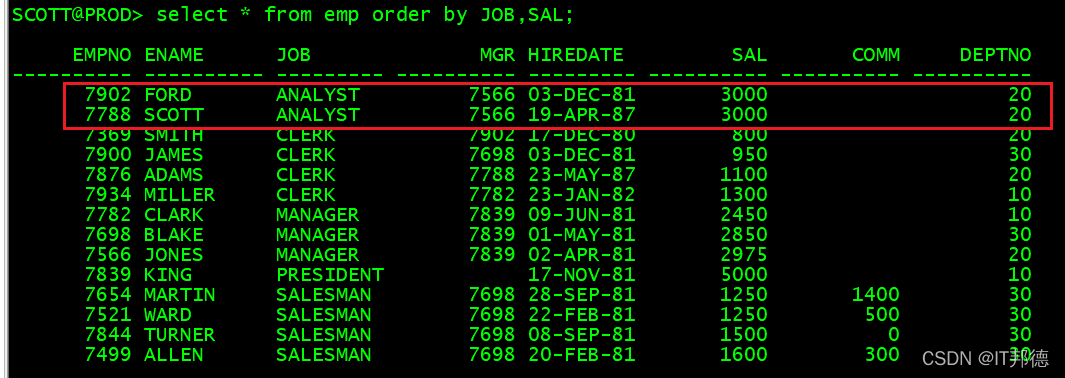 SCOTT@PROD> select * from emp order by JOB,SAL;
EMPNO ENAME JOB MGR HIREDATE SAL COMM DEPTNO
---------- ---------- --------- ---------- --------- ---------- ---------- ----------
7902 FORD ANALYST 7566 03-DEC-81 3000 20
7788 SCOTT ANALYST 7566 19-APR-87 3000 20
7369 SMITH CLERK 7902 17-DEC-80 800 20
7900 JAMES CLERK 7698 03-DEC-81 950 30
7876 ADAMS CLERK 7788 23-MAY-87 1100 20
7934 MILLER CLERK 7782 23-JAN-82 1300 10
7782 CLARK MANAGER 7839 09-JUN-81 2450 10
7698 BLAKE MANAGER 7839 01-MAY-81 2850 30
7566 JONES MANAGER 7839 02-APR-81 2975 20
7839 KING PRESIDENT 17-NOV-81 5000 10
7654 MARTIN SALESMAN 7698 28-SEP-81 1250 1400 30
7521 WARD SALESMAN 7698 22-FEB-81 1250 500 30
7844 TURNER SALESMAN 7698 08-SEP-81 1500 0 30
7499 ALLEN SALESMAN 7698 20-FEB-81 1600 300 30
CSDN @IT邦德